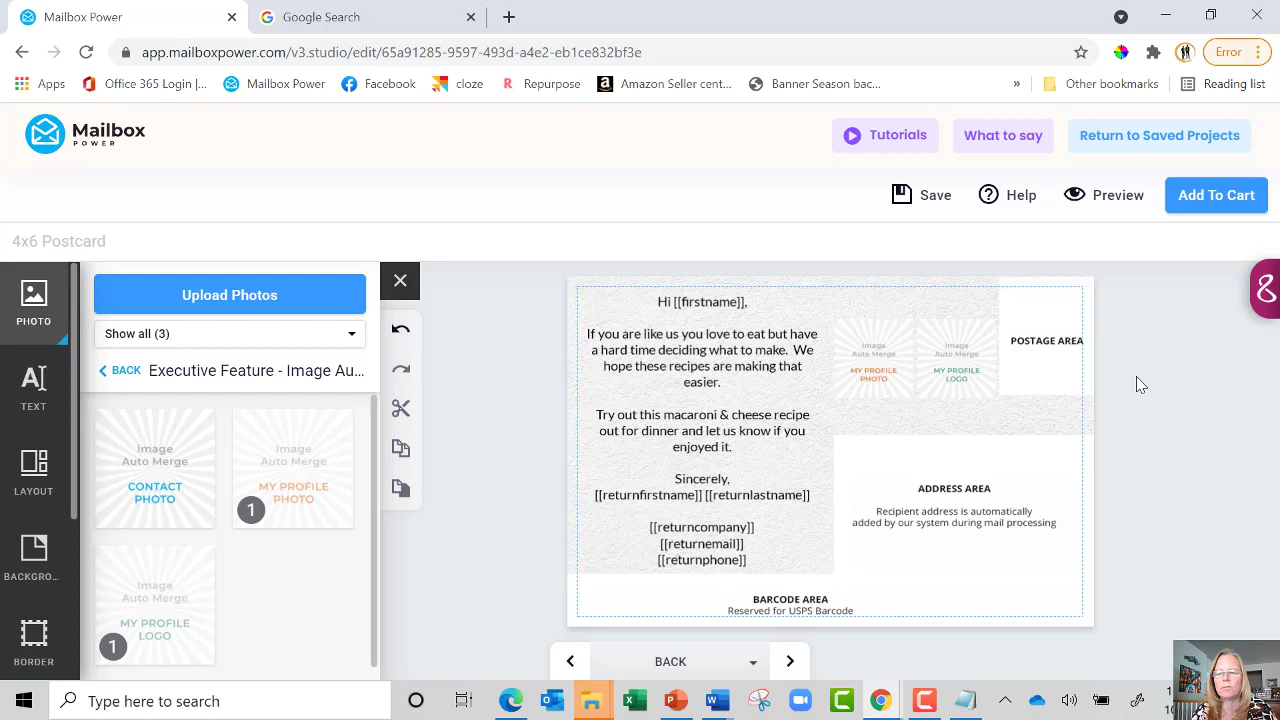 Mailbox Power
Google Search
app.mailboxpower.com/v3.studio/edit/65a91285-9597-493d-a4e2-eb1ce832bf3e
Error
Apps
Office 365 Login |...
Mailbox Power
Facebook
cloze
Repurpose
Amazon Seller cent...
Banner Season bac...
»
Other bookmarks
Reading list
Mailbox
POWER
Tutorials
What to say
Return to Saved Projects
Save
Help
Preview
Add To Cart
4x6 Postcard
PHOTO
TEXT
LAYOUT
BACKGRO...
BORDER
Upload Photos
Show all (3)
BACK
Executive Feature - Image Au...
Image
Auto Merge
CONTACT
PHOTO
Image
Auto Merge
MY PROFILE
PHOTO
1
Image
Auto Merge
MY PROFILE
LOGO
1
Hi [[firstname]],
If you are like us you love to eat but have
a hard time deciding what to make. We
hope these recipes are making that
easier.
Try out this macaroni & cheese recipe
out for dinner and let us know if you
enjoyed it.
Sincerely,
[[returnfirstname]] [[returnlastname]]
[[returncompany]]
[[returnemail]]
[[returnphone]]
Image
Auto Merge
MY PROFILE
PHOTO
Image
Auto Merge
MY PROFILE
LOGO
POSTAGE AREA
ADDRESS AREA
Recipient address is automatically
added by our system during mail processing
BARCODE AREA
Reserved for USPS Barcode
BACK
Type here to search